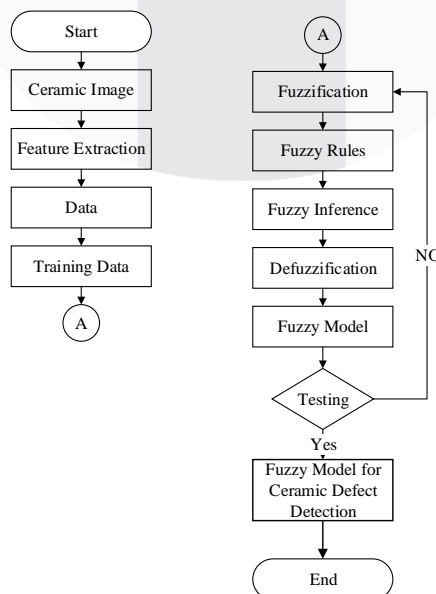 Start
Ceramic Image
Feature Extraction
Data
Training Data
A
A
Fuzzification
Fuzzy Rules
Fuzzy Inference
Defuzzification
Fuzzy Model
Testing
NO
Yes
Fuzzy Model for
Ceramic Defect
Detection
End